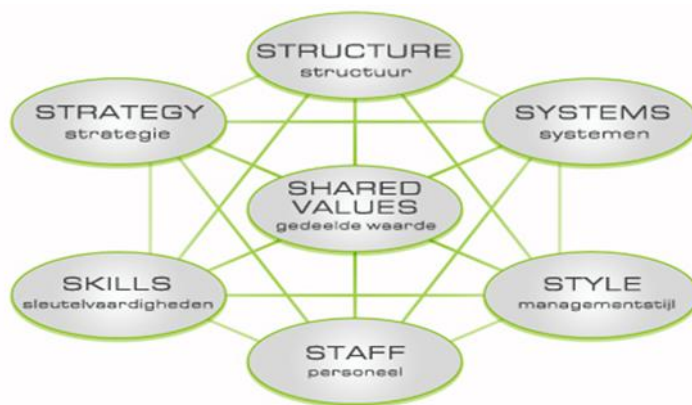 STRUCTURE
structuur
STRATEGY
strategie
SYSTEMS
systemen
SHARED
VALUES
gedeelde waarde
SKILLS
sleutelvaardigheden
STYLE
managementstijl
STAFF
personeel